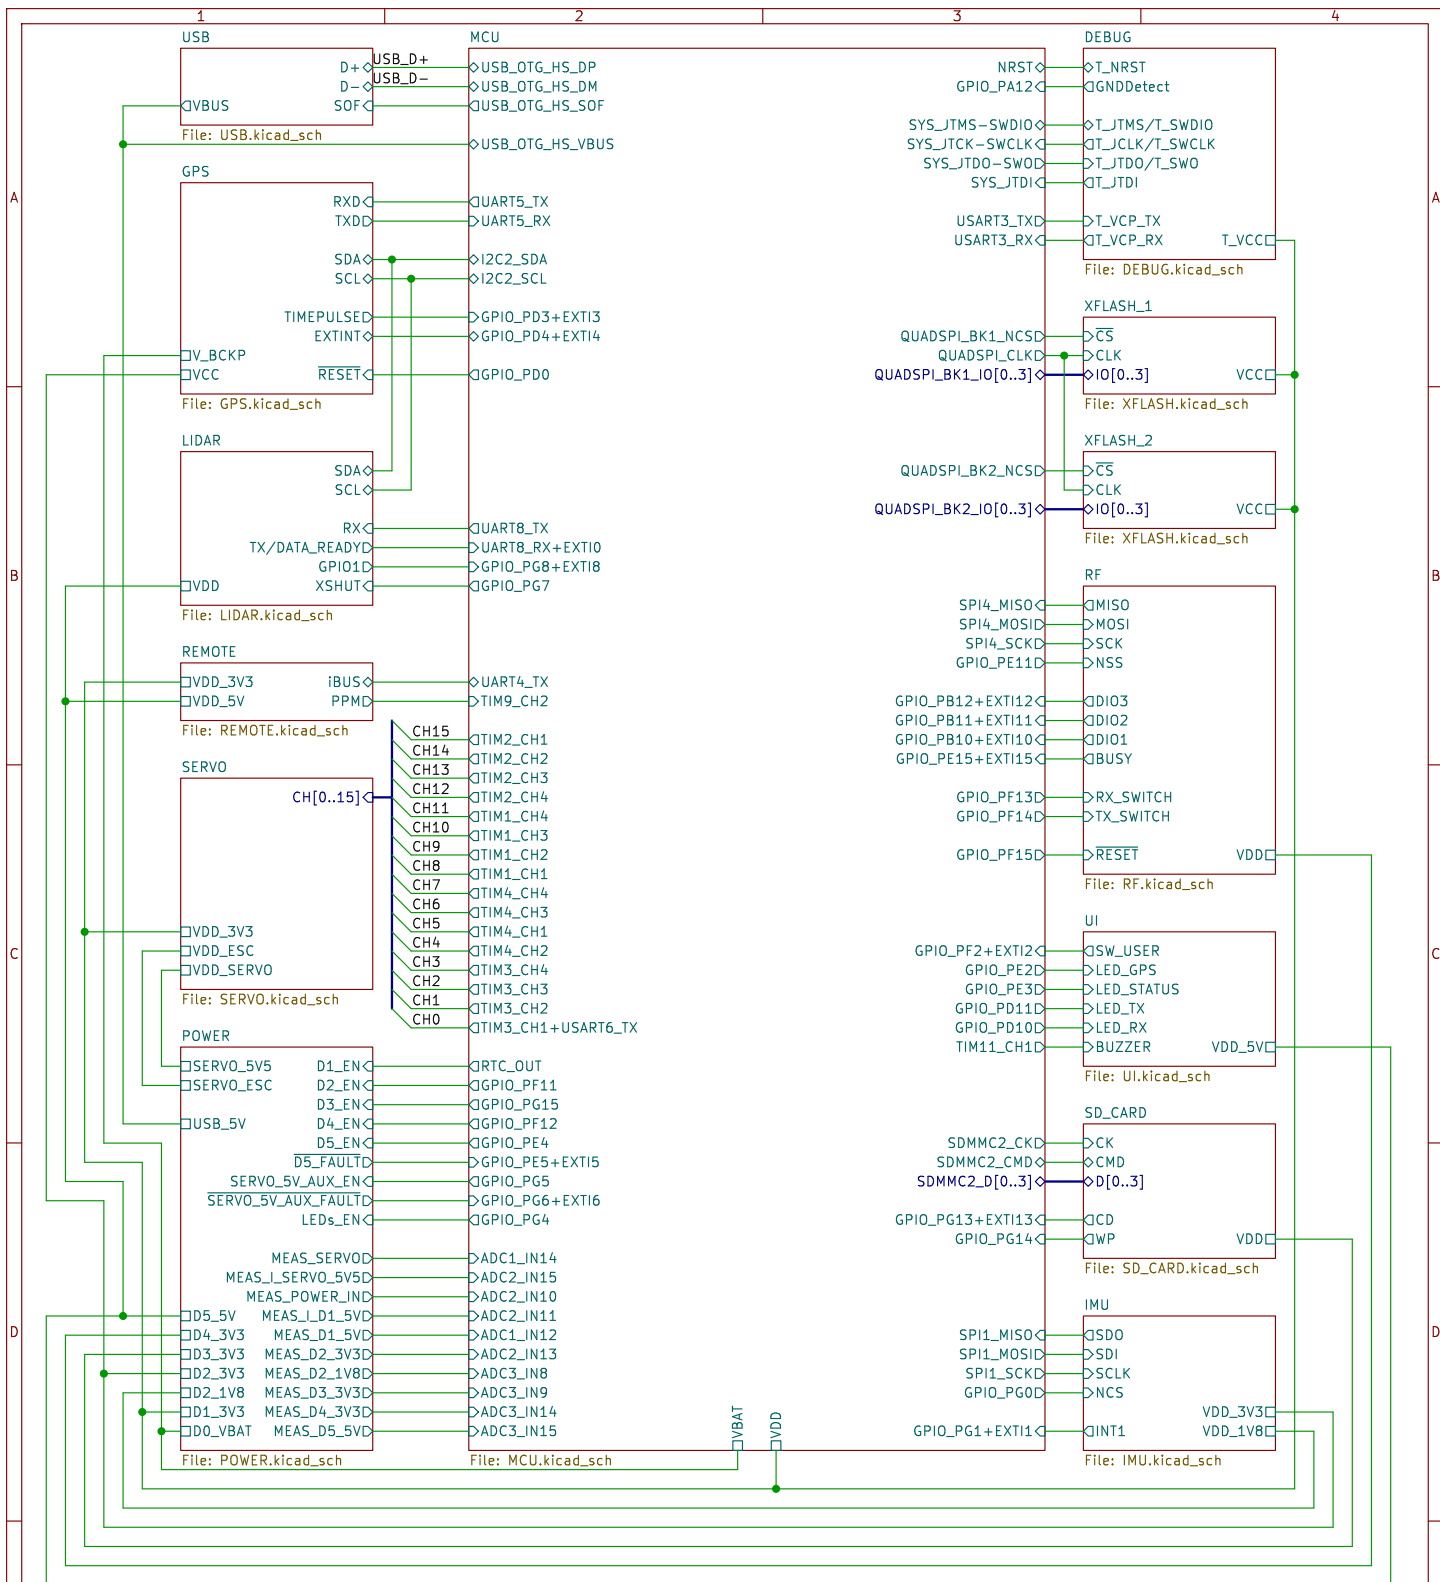 1 2 3 4
USB
D+
D-
VBUS
SOF
File: USB.kicad_sch
USB_D+
USB_D-
GPS
RXD
TXD
SDA
SCL
TIMEPULSE
EXTINT
V_BCKP
VCC
RESET
File: GPS.kicad_sch
LIDAR
SDA
SCL
RX
TX/DATA_READY
GPIO1
VDD
XSHUT
File: LIDAR.kicad_sch
REMOTE
VDD_3V3
iBUS
VDD_5V
PPM
File: REMOTE.kicad_sch
SERVO
CH[0..15]
VDD_3V3
VDD_ESC
VDD_SERVO
File: SERVO.kicad_sch
CH15
CH14
CH13
CH12
CH11
CH10
CH9
CH8
CH7
CH6
CH5
CH4
CH3
CH2
CH1
CH0
POWER
SERVO_5V5
D1_EN
SERVO_ESC
D2_EN
D3_EN
USB_5V
D4_EN
D5_EN
D5_FAULT
SERVO_5V_AUX_EN
SERVO_5V_AUX_FAULT
LEDs_EN
MEAS_SERVO
MEAS_I_SERVO_5V5
MEAS_POWER_IN
D5_5V
MEAS_I_D1_5V
D4_3V3
MEAS_D1_5V
D3_3V3
MEAS_D2_3V3
D2_3V3
MEAS_D2_1V8
D2_1V8
MEAS_D3_3V3
D1_3V3
MEAS_D4_3V3
D0_VBAT
MEAS_D5_5V
File: POWER.kicad_sch
MCU
USB_OTG_HS_DP
USB_OTG_HS_DM
USB_OTG_HS_SOF
USB_OTG_HS_VBUS
UART5_TX
UART5_RX
I2C2_SDA
I2C2_SCL
GPIO_PD3+EXTI3
GPIO_PD4+EXTI4
GPIO_PD0
UART8_TX
UART8_RX+EXTI0
GPIO_PG8+EXTI8
GPIO_PG7
UART4_TX
TIM9_CH2
TIM2_CH1
TIM2_CH2
TIM2_CH3
TIM2_CH4
TIM1_CH4
TIM1_CH3
TIM1_CH2
TIM1_CH1
TIM4_CH4
TIM4_CH3
TIM4_CH1
TIM4_CH2
TIM3_CH4
TIM3_CH3
TIM3_CH2
TIM3_CH1+USART6_TX
RTC_OUT
GPIO_PF11
GPIO_PG15
GPIO_PF12
GPIO_PE4
GPIO_PE5+EXTI5
GPIO_PG5
GPIO_PG6+EXTI6
GPIO_PG4
ADC1_IN14
ADC2_IN15
ADC2_IN10
ADC2_IN11
ADC1_IN12
ADC2_IN13
ADC3_IN8
ADC3_IN9
ADC3_IN14
ADC3_IN15
VBAT
VDD
File: MCU.kicad_sch
NRST
GPIO_PA12
SYS_JTMS-SWDIO
SYS_JTCK-SWCLK
SYS_JTDO-SWO
SYS_JTDI
USART3_TX
USART3_RX
QUADSPI_BK1_NCS
QUADSPI_CLK
QUADSPI_BK1_IO[0..3]
QUADSPI_BK2_NCS
QUADSPI_BK2_IO[0..3]
SPI4_MISO
SPI4_MOSI
SPI4_SCK
GPIO_PE11
GPIO_PB12+EXTI12
GPIO_PB11+EXTI11
GPIO_PB10+EXTI10
GPIO_PE15+EXTI15
GPIO_PF13
GPIO_PF14
GPIO_PF15
GPIO_PF2+EXTI2
GPIO_PE2
GPIO_PE3
GPIO_PD11
GPIO_PD10
TIM11_CH1
SDMMC2_CK
SDMMC2_CMD
SDMMC2_D[0..3]
GPIO_PG13+EXTI13
GPIO_PG14
SPI1_MISO
SPI1_MOSI
SPI1_SCK
GPIO_PG0
GPIO_PG1+EXTI1
DEBUG
T_NRST
GNDDetect
T_JTMS/T_SWDIO
T_JCLK/T_SWCLK
T_JTDO/T_SWO
T_JTDI
T_VCP_TX
T_VCP_RX
T_VCC
File: DEBUG.kicad_sch
XFLASH_1
CS
CLK
IO[0..3]
VCC
File: XFLASH.kicad_sch
XFLASH_2
CS
CLK
IO[0..3]
VCC
File: XFLASH.kicad_sch
RF
MISO
MOSI
SCK
NSS
DIO3
DIO2
DIO1
BUSY
RX_SWITCH
TX_SWITCH
RESET
VDD
File: RF.kicad_sch
UI
SW_USER
LED_GPS
LED_STATUS
LED_TX
LED_RX
BUZZER
VDD_5V
File: UI.kicad_sch
SD_CARD
CK
CMD
D[0..3]
CD
WP
VDD
File: SD_CARD.kicad_sch
IMU
SDO
SDI
SCLK
NCS
VDD_3V3
INT1
VDD_1V8
File: IMU.kicad_sch
A
B
C
D
A
B
C
D